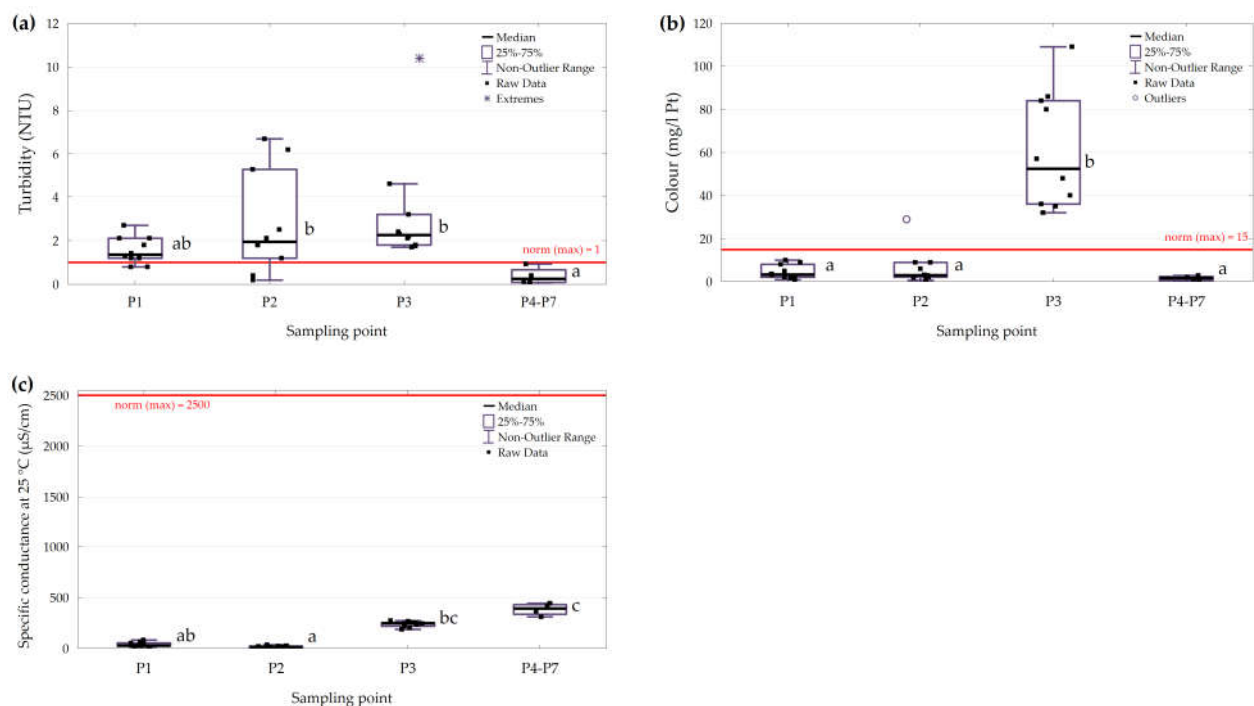 (a)
12
10
8
6
4
2
0
Turbidity (NTU)
Median
25%-75%
Non-Outlier Range
Raw Data
Extremes
ab
b
b
a
norm (max) = 1
P1 P2 P3 P4-P7
Sampling point
(b)
120
100
80
60
40
20
0
Colour (mg/l Pt)
Median
25%-75%
Non-Outlier Range
Raw Data
Outliers
a
a
b
a
norm (max) = 15
P1 P2 P3 P4-P7
Sampling point
(c)
2500
2000
1500
1000
500
0
Specific conductance at 25 °C (µS/cm)
norm (max) = 2500
Median
25%-75%
Non-Outlier Range
Raw Data
ab
a
bc
c
P1 P2 P3 P4-P7
Sampling point